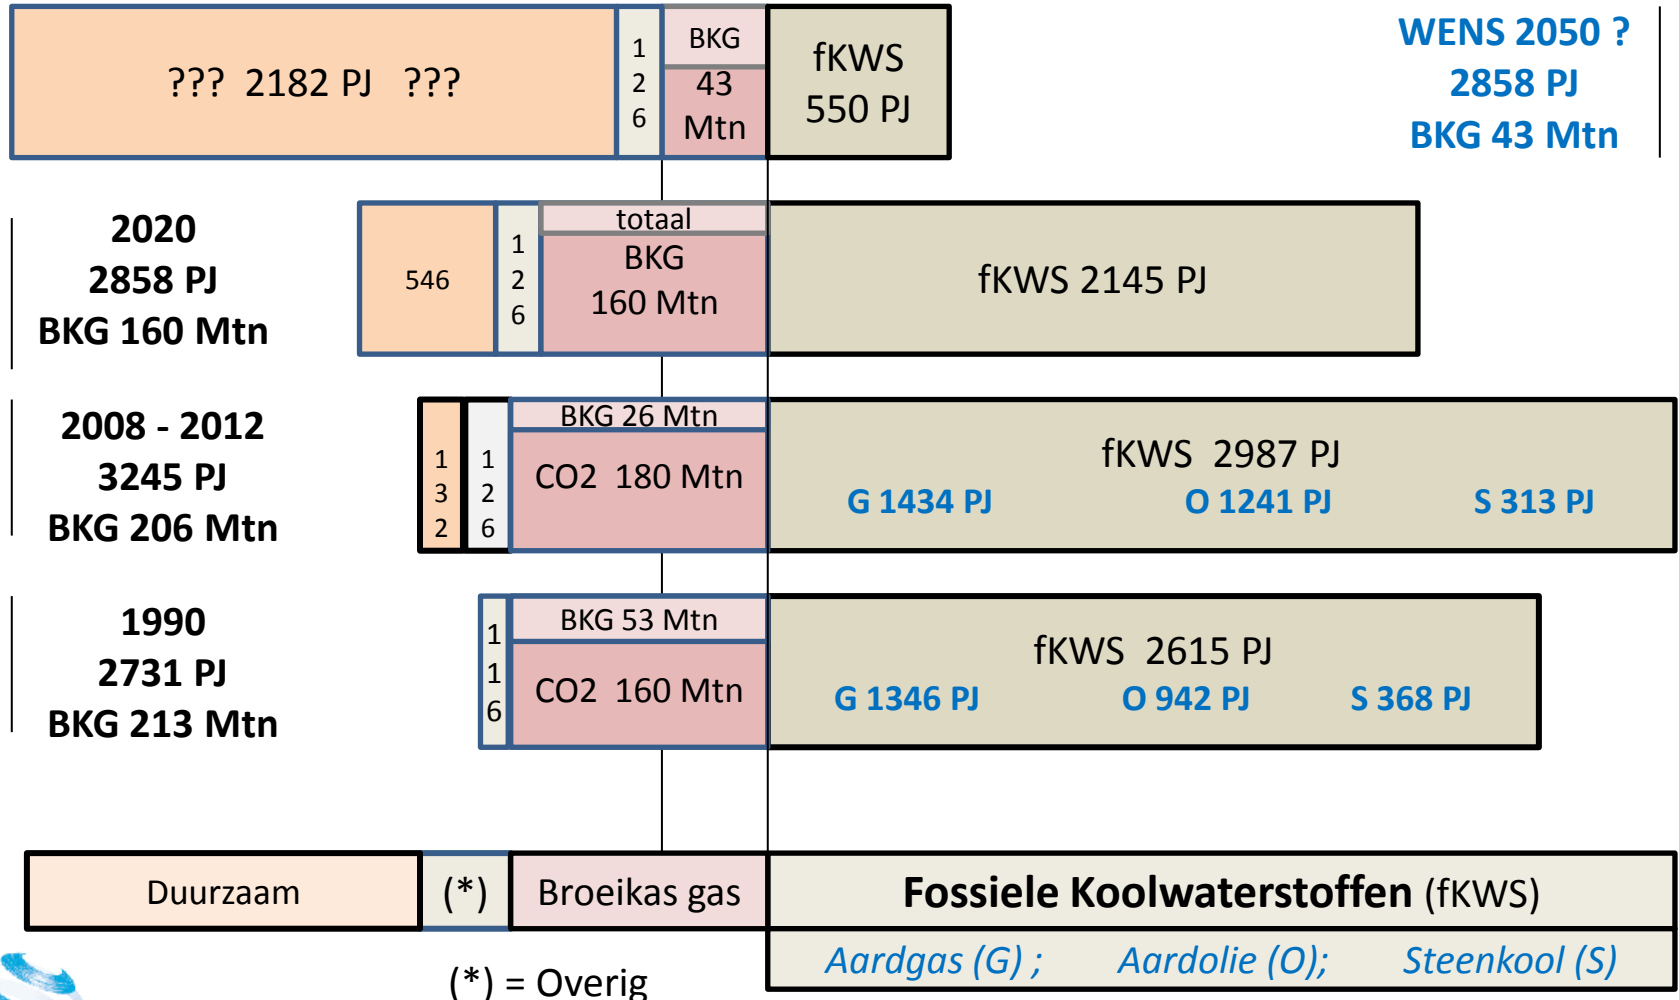 ??? 2182 PJ ???
1
2
6
BKG
43
Mtn
fKWS
550 PJ
WENS 2050 ?
2858 PJ
BKG 43 Mtn
2020
2858 PJ
BKG 160 Mtn
546
1
2
6
totaal
BKG
160 Mtn
fKWS 2145 PJ
2008 - 2012
3245 PJ
BKG 206 Mtn
1
3
2
1
2
6
BKG 26 Mtn
CO2 180 Mtn
fKWS 2987 PJ
G 1434 PJ O 1241 PJ S 313 PJ
1990
2731 PJ
BKG 213 Mtn
1
1
6
BKG 53 Mtn
CO2 160 Mtn
fKWS 2615 PJ
G 1346 PJ O 942 PJ S 368 PJ
Duurzaam (*) Broeikas gas Fossiele Koolwaterstoffen (fKWS)
Aardgas (G) ; Aardolie (O); Steenkool (S)
(*) = Overig